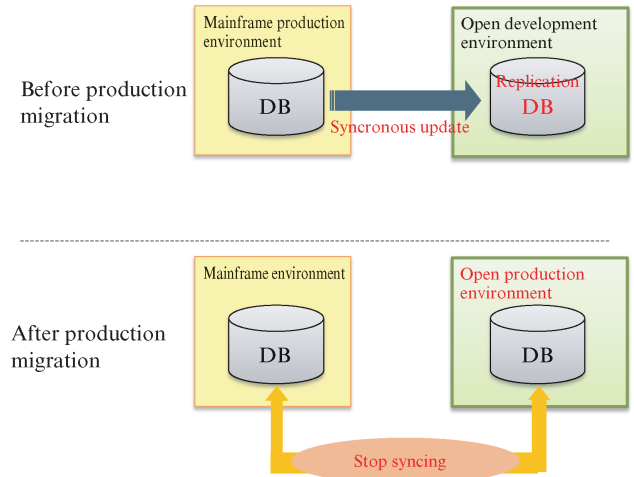 Mainframe production
environment
Open development
environment
Before production
migration
DB
Replication
DB
Syncronous update
Mainframe environment
Open production
environment
After production
migration
DB
DB
Stop syncing